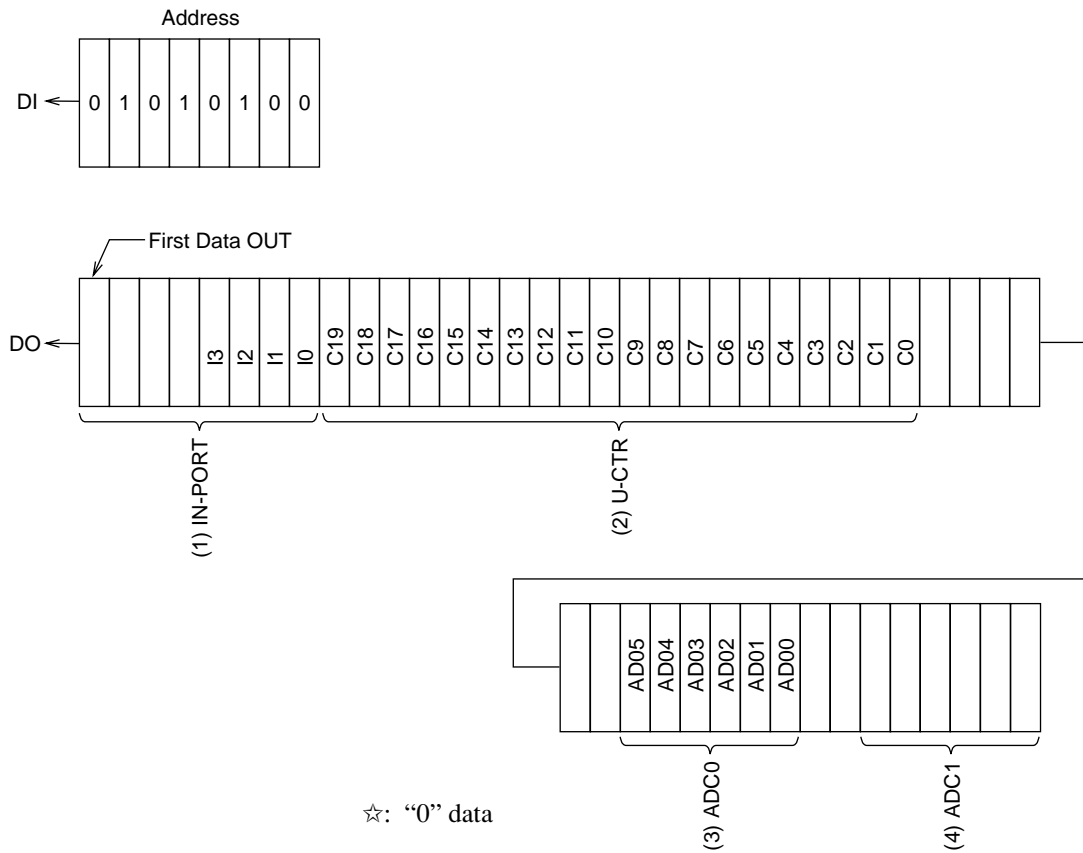 Address
DI
0 1 0 1 0 1 0 0
First Data OUT
DO
I3 I2 I1 I0 C19 C18 C17 C16 C15 C14 C13 C12 C11 C10 C9 C8 C7 C6 C5 C4 C3 C2 C1 C0
(1) IN-PORT
(2) U-CTR
AD05 AD04 AD03 AD02 AD01 AD00
(3) ADC0
(4) ADC1
☆: “0” data